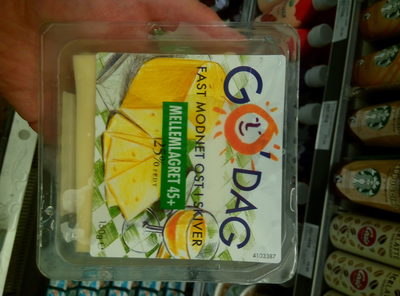 GO' DAG
FAST MODNET OST I SKIVER
MELLEMLAGRET 45+
4103387